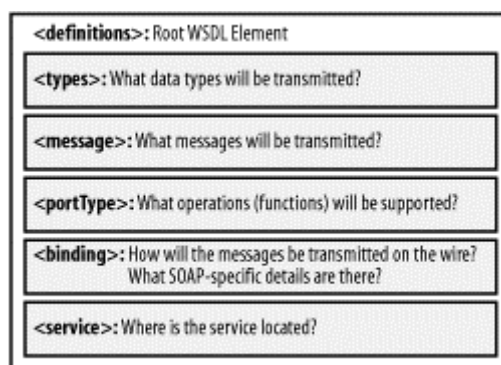 <definitions>: Root WSDL Element
<types>: What data types will be transmitted?
<message>: What messages will be transmitted?
<portType>: What operations (functions) will be supported?
<binding>: How will the messages be transmitted on the wire?
What SOAP-specific details are there?
<service>: Where is the service located?